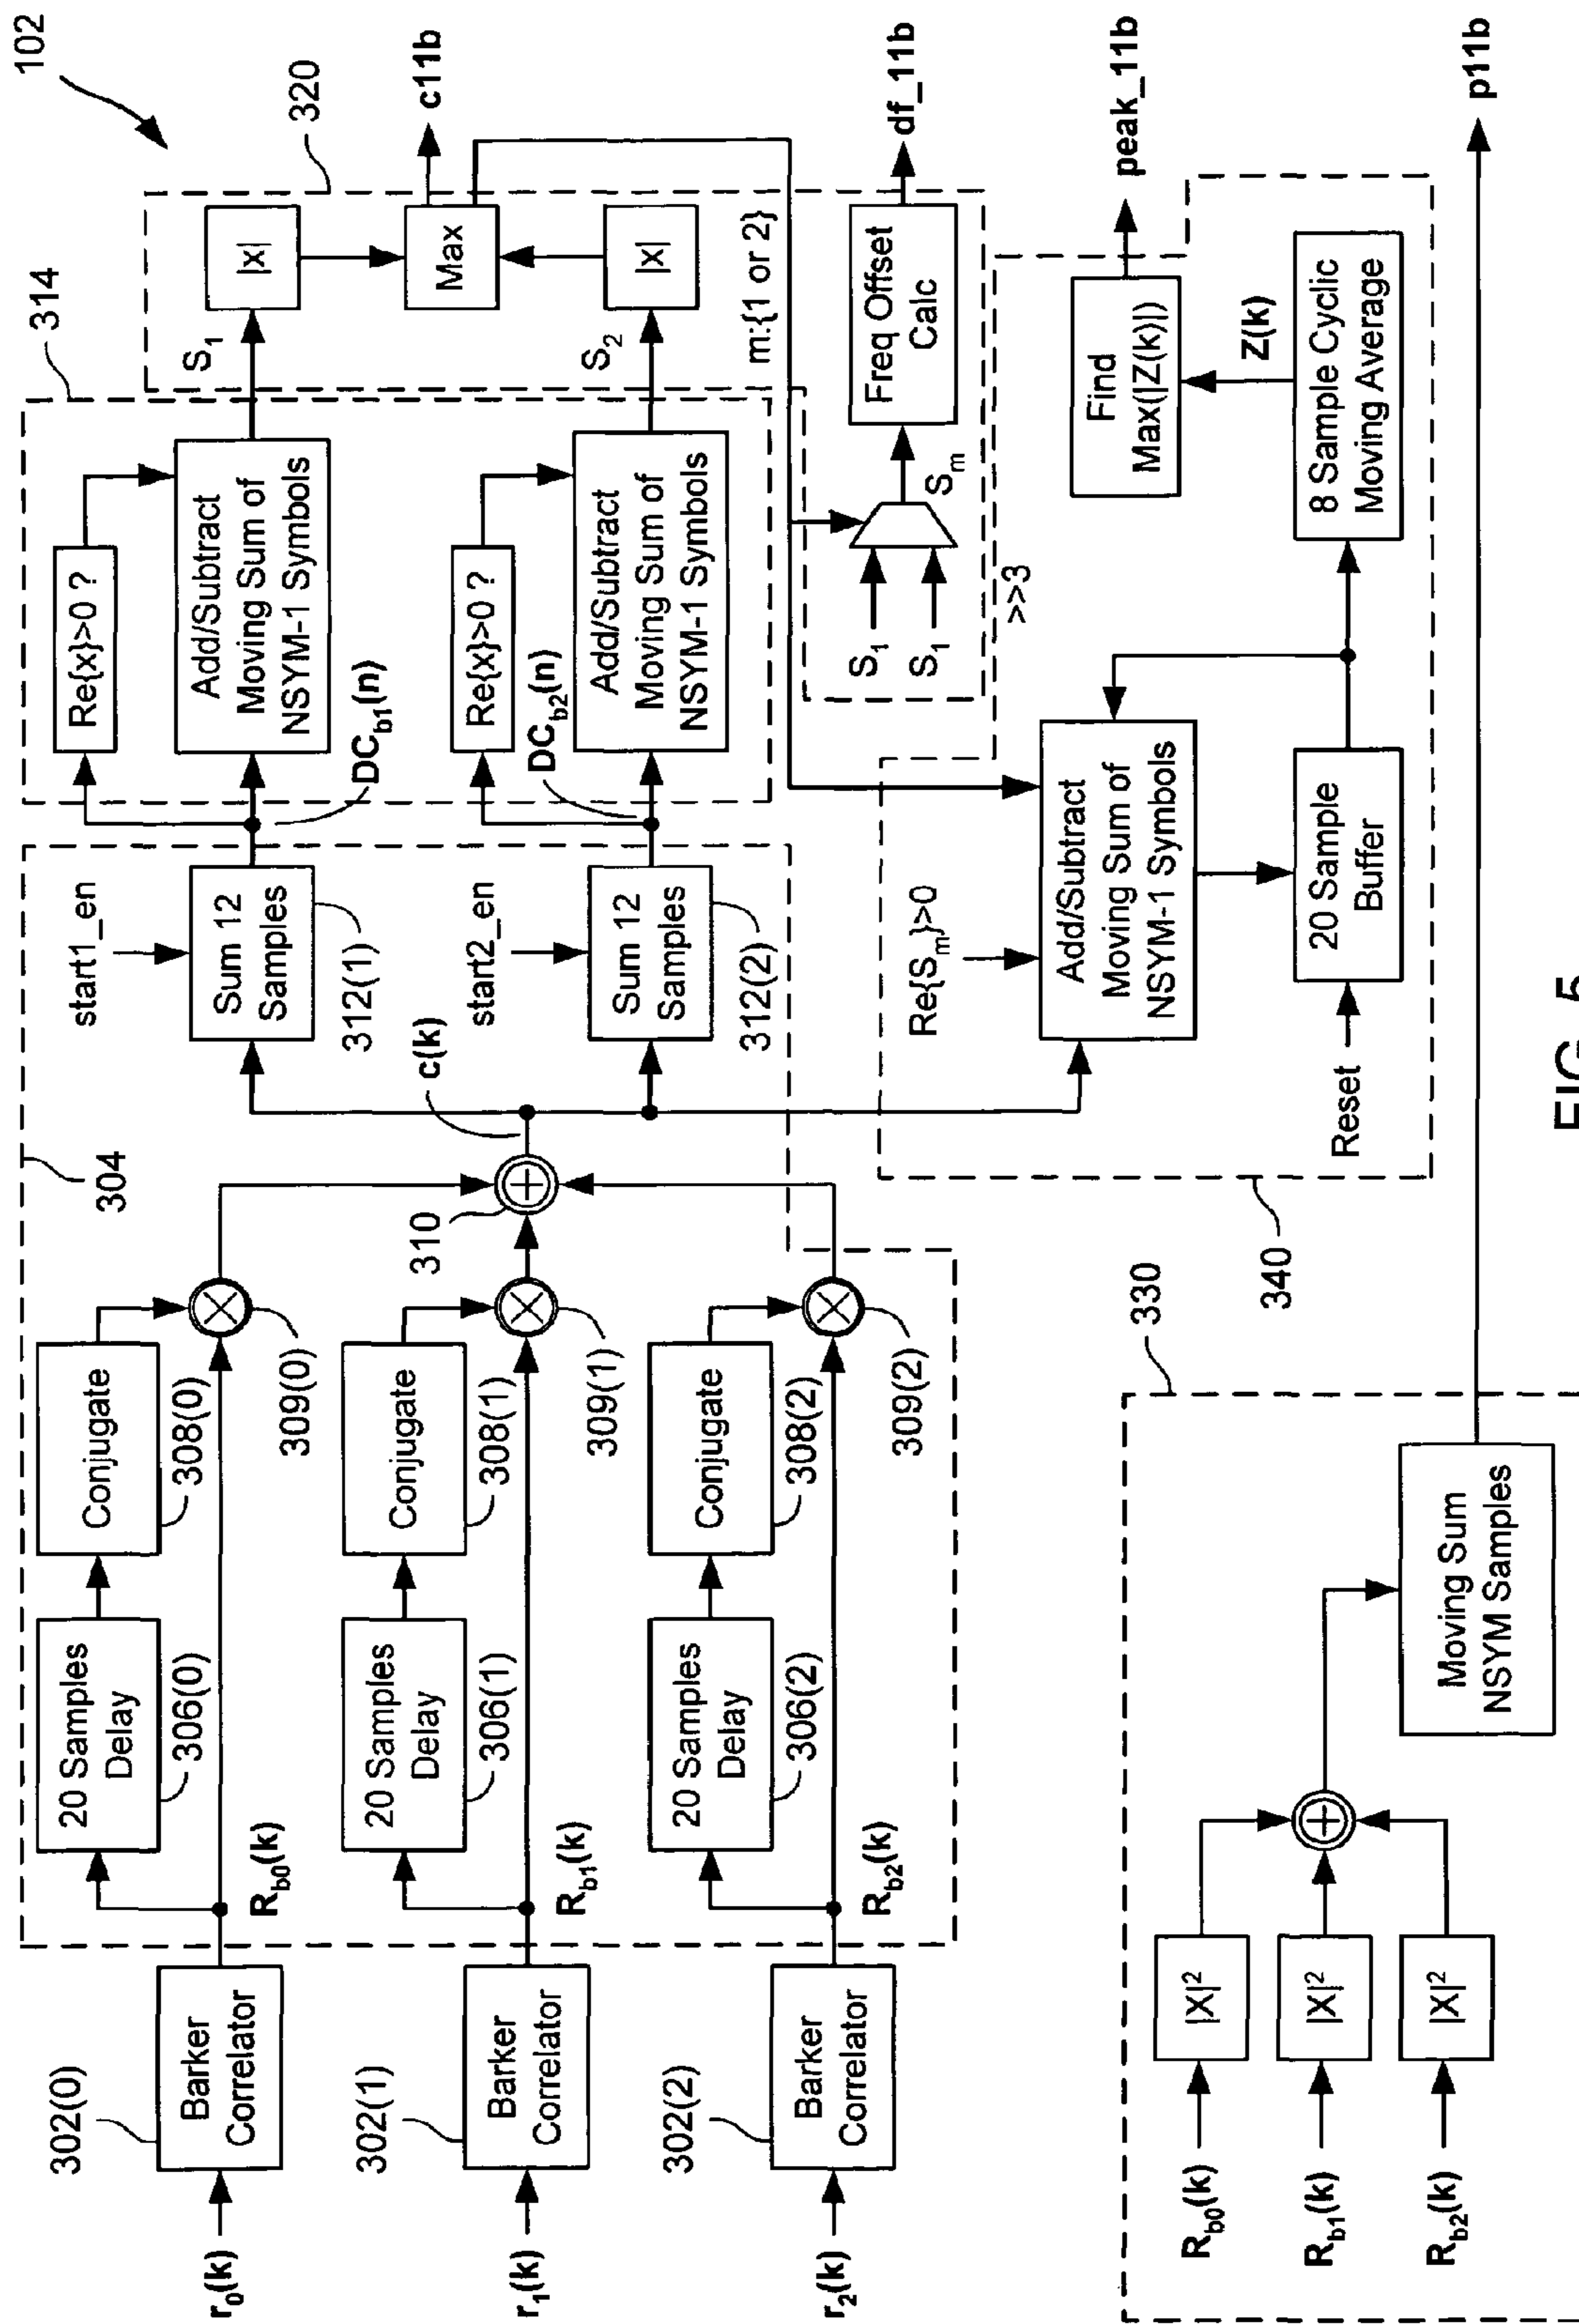 102
304
314
320
r0(k)
302(0)
Barker
Correlator
Rb0(k)
20 Samples
Delay
306(0)
Conjugate
308(0)
309(0)
r1(k)
302(1)
Barker
Correlator
Rb1(k)
20 Samples
Delay
306(1)
Conjugate
308(1)
309(1)
r2(k)
302(2)
Barker
Correlator
Rb2(k)
20 Samples
Delay
306(2)
Conjugate
308(2)
309(2)
310
+
c(k)
start1_en
Sum 12
Samples
312(1)
start2_en
Sum 12
Samples
312(2)
Re{x}>0 ?
Add/Subtract
Moving Sum of
NSYM-1 Symbols
DCb1(n)
Re{x}>0 ?
DCb2(n)
Add/Subtract
Moving Sum of
NSYM-1 Symbols
S1
|x|
Max
c11b
S2
|x|
m:{1 or 2}
S1
S1
Sm
Freq Offset
Calc
df_11b
>>3
Re{Sm}>0
Add/Subtract
Moving Sum of
NSYM-1 Symbols
Reset
20 Sample
Buffer
8 Sample Cyclic
Moving Average
Z(k)
Find
Max(|Z(k)|)
peak_11b
340
330
Rb0(k)
|X|2
Rb1(k)
|X|2
Rb2(k)
|X|2
+
Moving Sum
NSYM Samples
p11b
FIG. 5